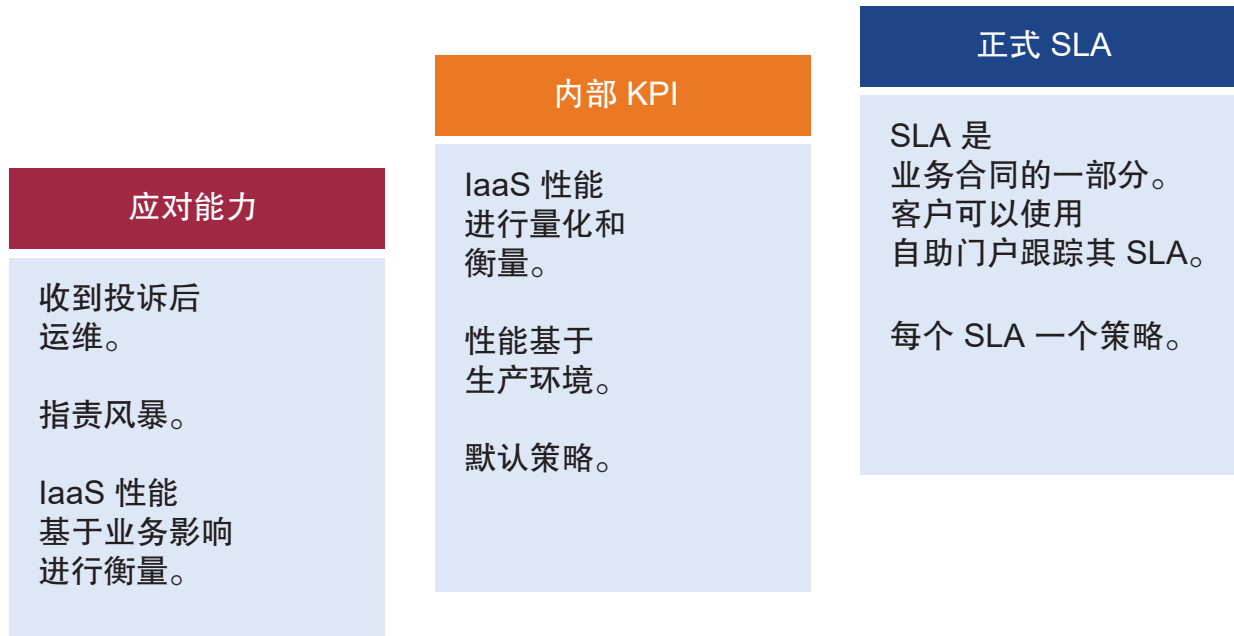 应对能力
收到投诉后
运维。
指责风暴。
IaaS 性能
基于业务影响
进行衡量。
内部 KPI
IaaS 性能
进行量化和
衡量。
性能基于
生产环境。
默认策略。
正式 SLA
SLA 是
业务合同的一部分。
客户可以使用
自助门户跟踪其 SLA。
每个 SLA 一个策略。